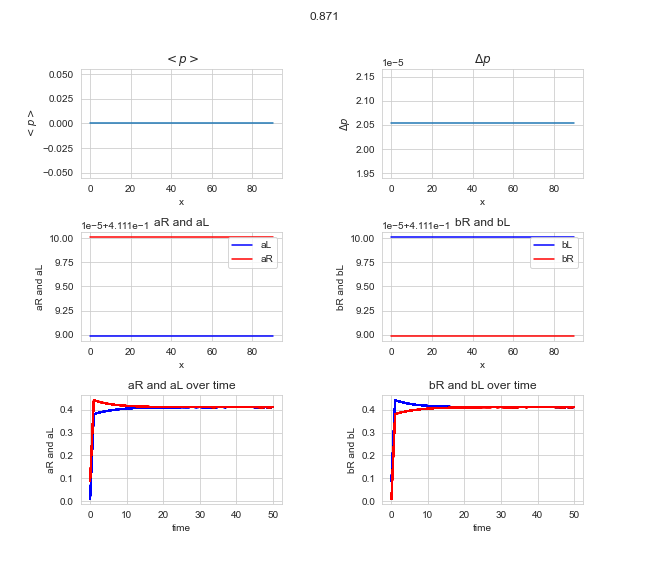 0.871
< p >
Δp
1e−5
0.050
0.025
0.000
−0.025
−0.050
< p >
0 20 40 60 80
x
2.15
2.10
2.05
2.00
1.95
Δp
0 20 40 60 80
x
1e−5+4.111e−1
aR and aL
10.00
9.75
9.50
9.25
9.00
aR and aL
aL
aR
0 20 40 60 80
x
1e−5+4.111e−1
bR and bL
10.00
9.75
9.50
9.25
9.00
bR and bL
bL
bR
0 20 40 60 80
x
aR and aL over time
0.4
0.3
0.2
0.1
0.0
aR and aL
0 10 20 30 40 50
time
bR and bL over time
0.4
0.3
0.2
0.1
0.0
bR and bL
0 10 20 30 40 50
time